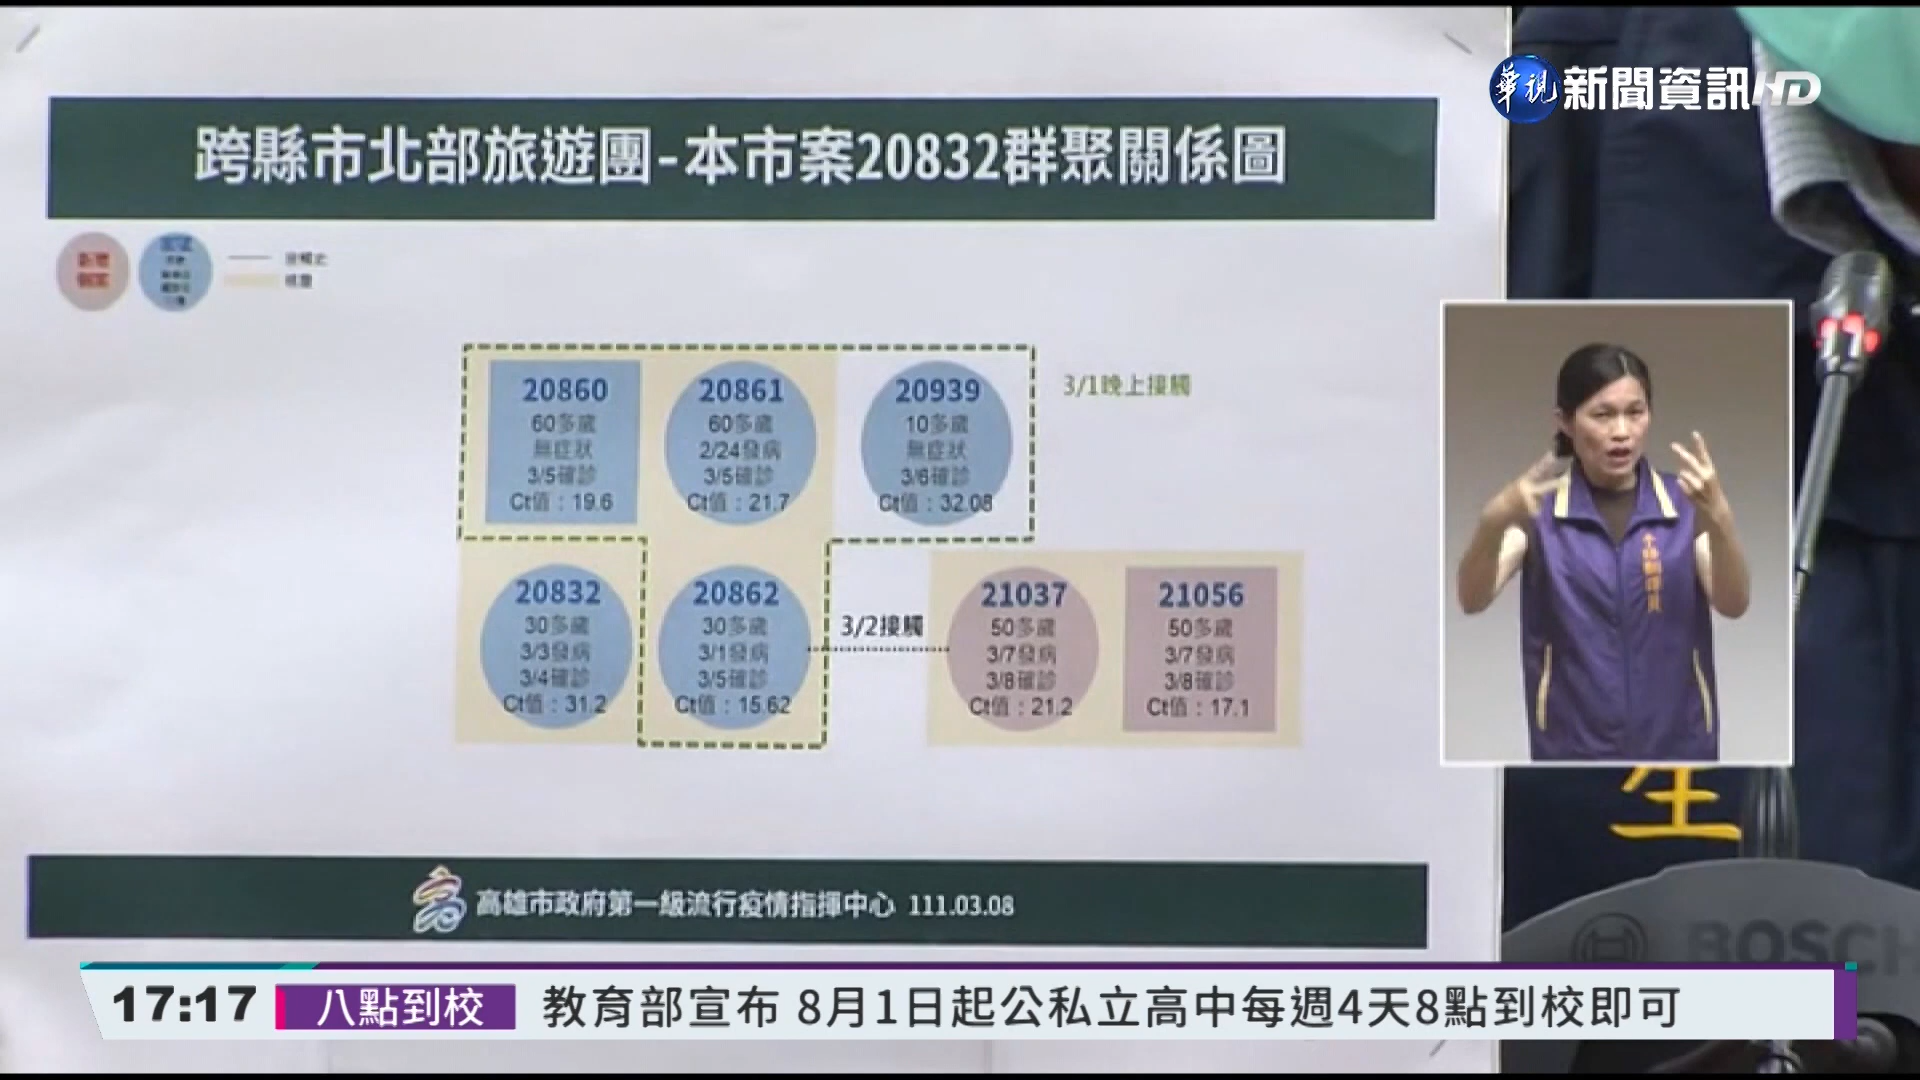 華視 新聞資訊HD
跨縣市北部旅遊團-本市案20832群聚關係圖
接觸史
3/1晚上接觸
20860
60多歲
無症狀
3/5確診
Ct值：19.6
20861
60多歲
2/24發病
3/5確診
Ct值：21.7
20939
10多歲
無症狀
3/6確診
Ct值：32.08
20832
30多歲
3/3發病
3/4確診
Ct值：31.2
20862
30多歲
3/1發病
3/5確診
Ct值：15.62
3/2接觸
21037
50多歲
3/7發病
3/8確診
Ct值：21.2
21056
50多歲
3/7發病
3/8確診
Ct值：17.1
高雄市政府第一級流行疫情指揮中心 111.03.08
BOSCH
17:17 八點到校 教育部宣布 8月1日起公私立高中每週4天8點到校即可